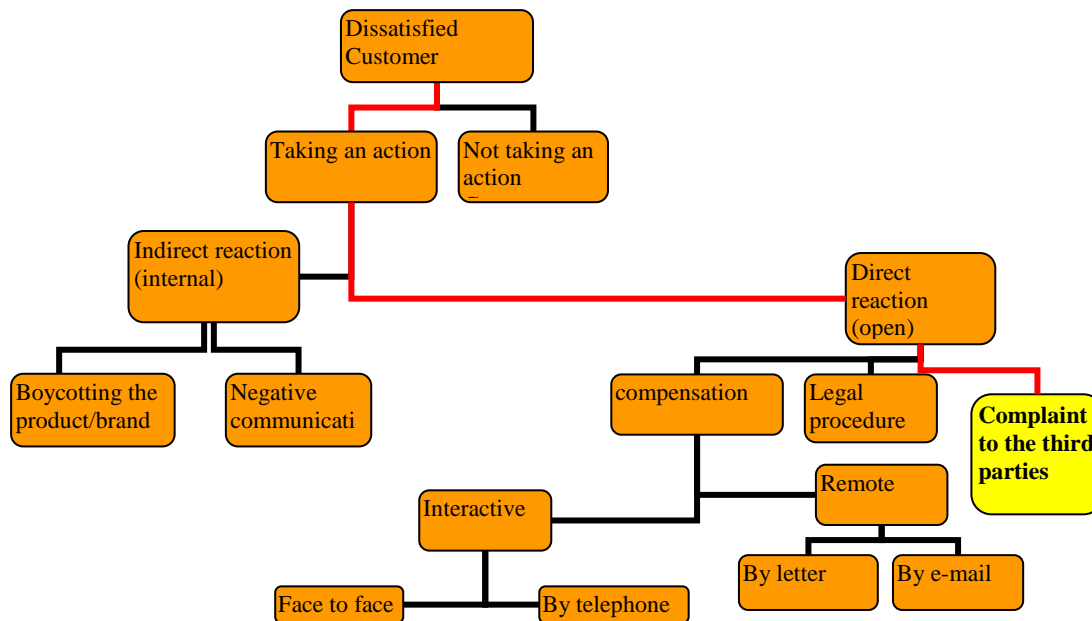 Dissatisfied
Customer
Taking an action
Not taking an
action
Indirect reaction
(internal)
Direct
reaction
(open)
Boycotting the
product/brand
Negative
communicati
compensation
Legal
procedure
Complaint
to the third
parties
Interactive
Remote
Face to face
By telephone
By letter
By e-mail